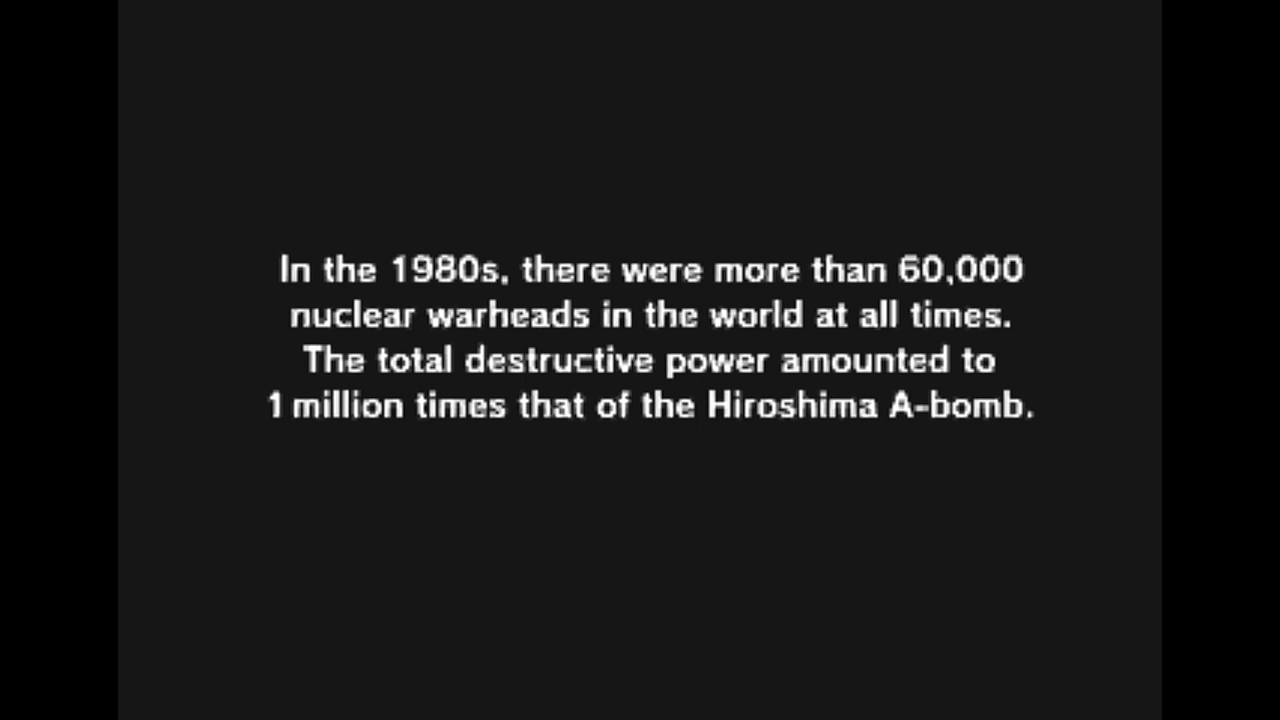 In the 1980s, there were more than 60,000
nuclear warheads in the world at all times.
The total destructive power amounted to
1 million times that of the Hiroshima A-bomb.